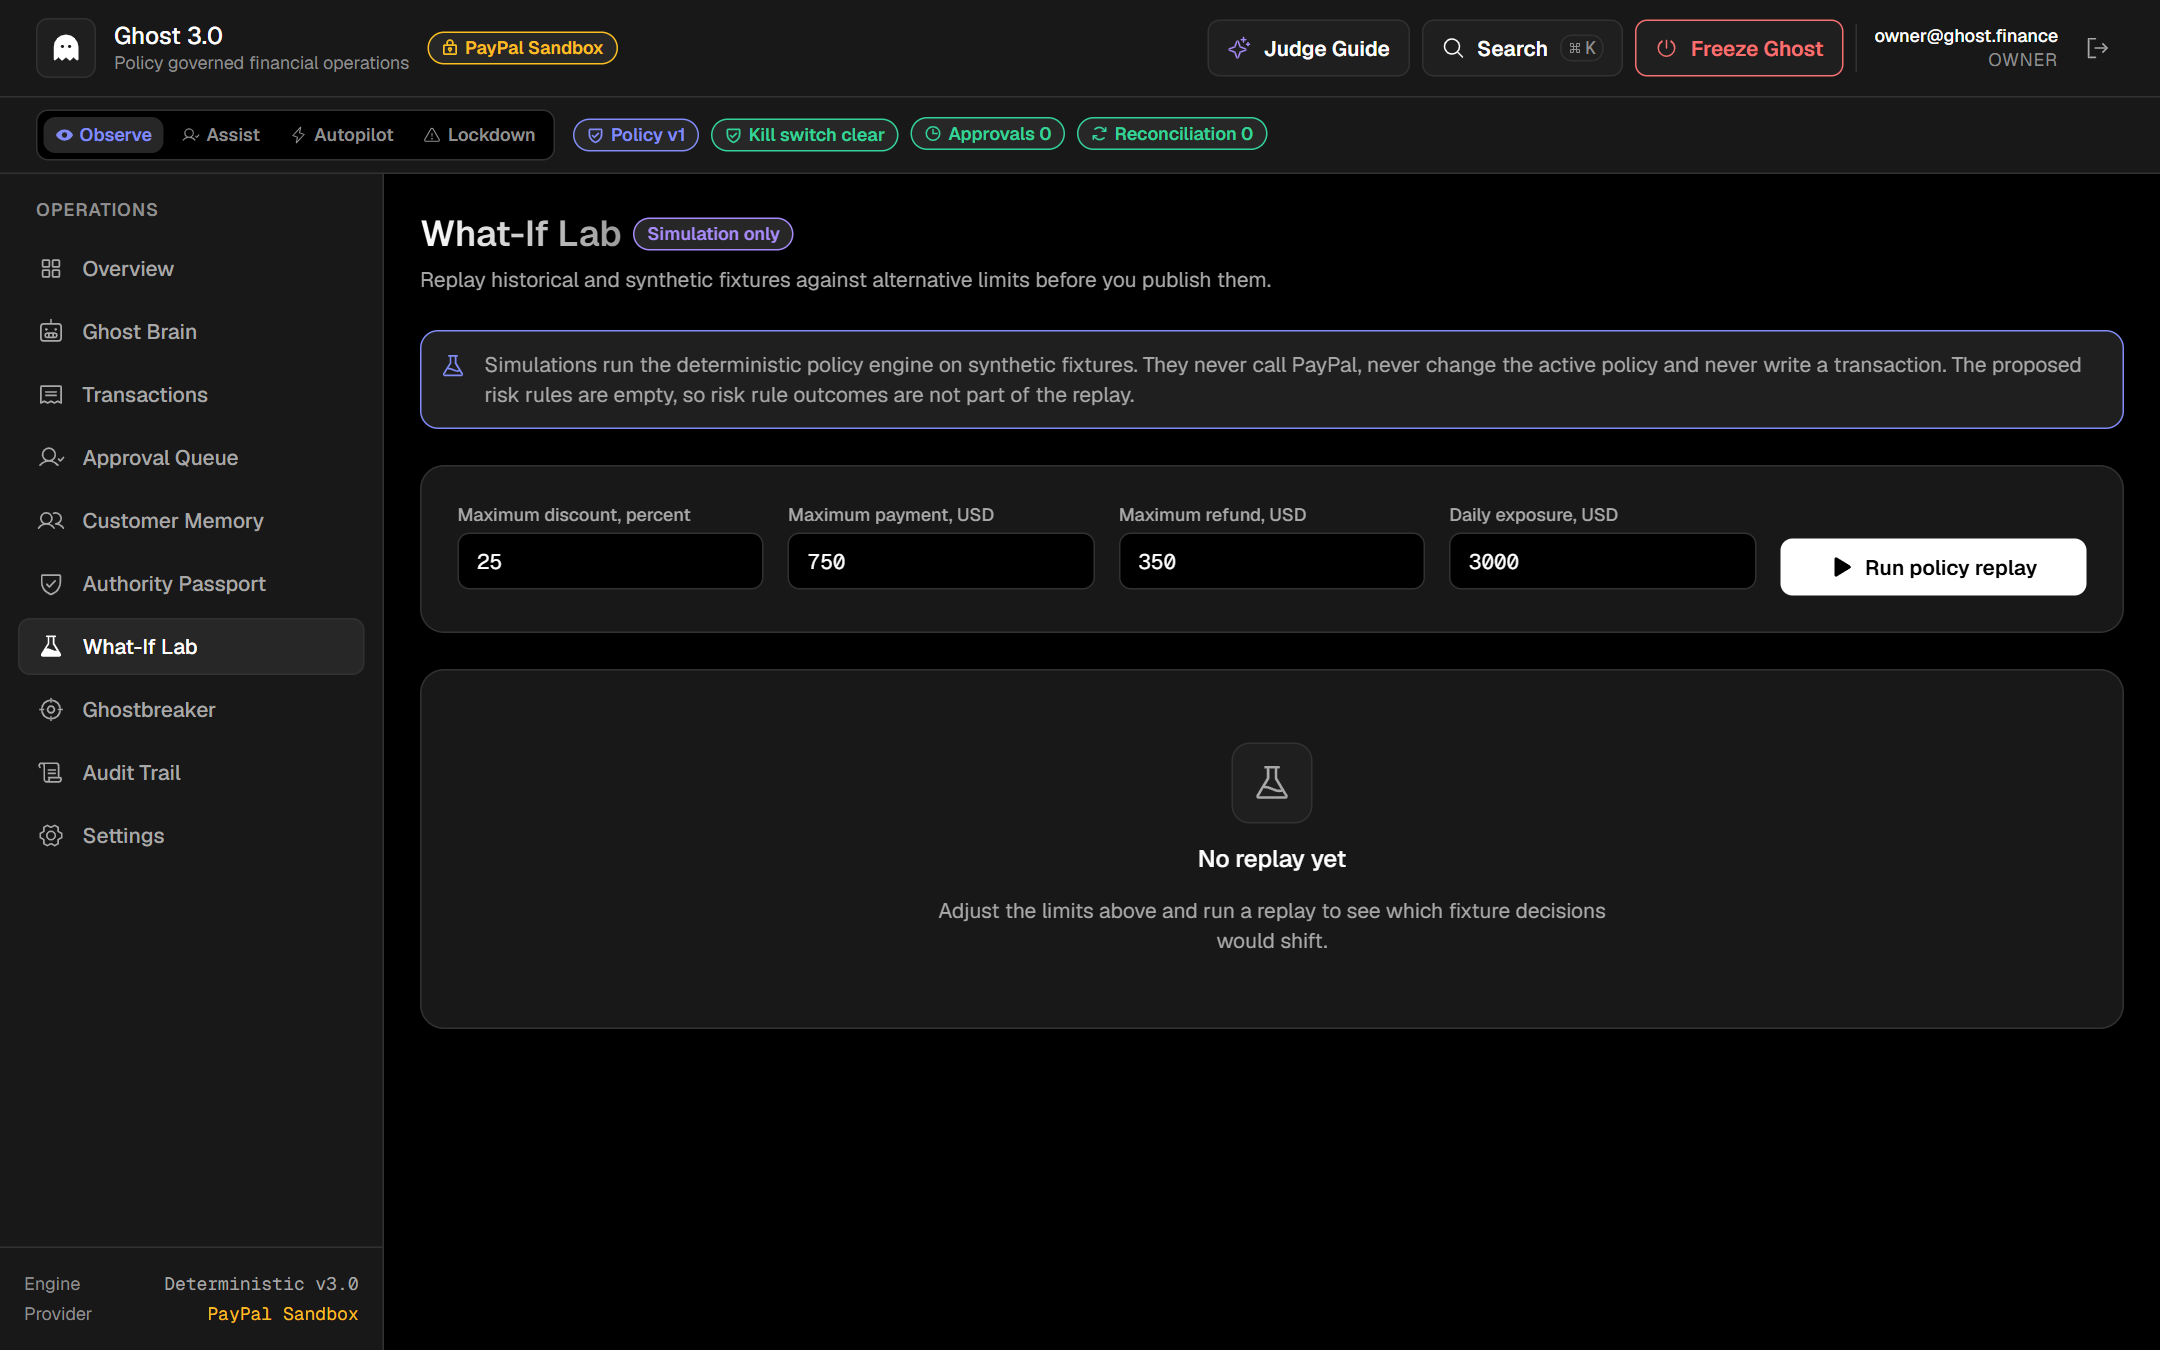 Ghost 3.0
Policy governed financial operations
PayPal Sandbox
Judge Guide
Search ⌘ K
Freeze Ghost
owner@ghost.finance
OWNER
Observe
Assist
Autopilot
Lockdown
Policy v1
Kill switch clear
Approvals 0
Reconciliation 0
OPERATIONS
Overview
Ghost Brain
Transactions
Approval Queue
Customer Memory
Authority Passport
What-If Lab
Ghostbreaker
Audit Trail
Settings
Engine Deterministic v3.0
Provider PayPal Sandbox
What-If Lab
Simulation only
Replay historical and synthetic fixtures against alternative limits before you publish them.
Simulations run the deterministic policy engine on synthetic fixtures. They never call PayPal, never change the active policy and never write a transaction. The proposed
risk rules are empty, so risk rule outcomes are not part of the replay.
Maximum discount, percent
25
Maximum payment, USD
750
Maximum refund, USD
350
Daily exposure, USD
3000
Run policy replay
No replay yet
Adjust the limits above and run a replay to see which fixture decisions
would shift.